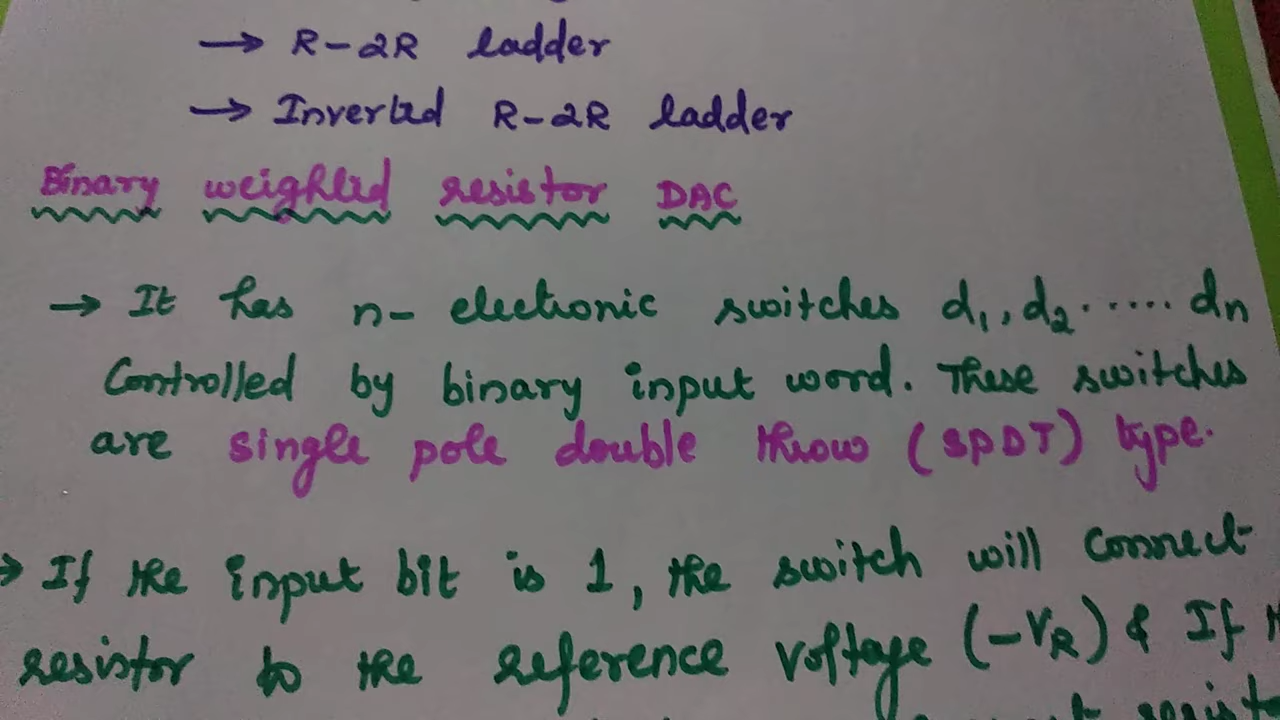 → R-2R ladder
→ Inverted R-2R ladder
Binary weighted resistor DAC
→ It has n- electronic switches d₁, d₂ ...... dn
Controlled by binary input word. These switches
are single pole double throw (SPDT) type.
→ If the input bit is 1, the switch will connect
resistor to the reference voltage (-VR) & If